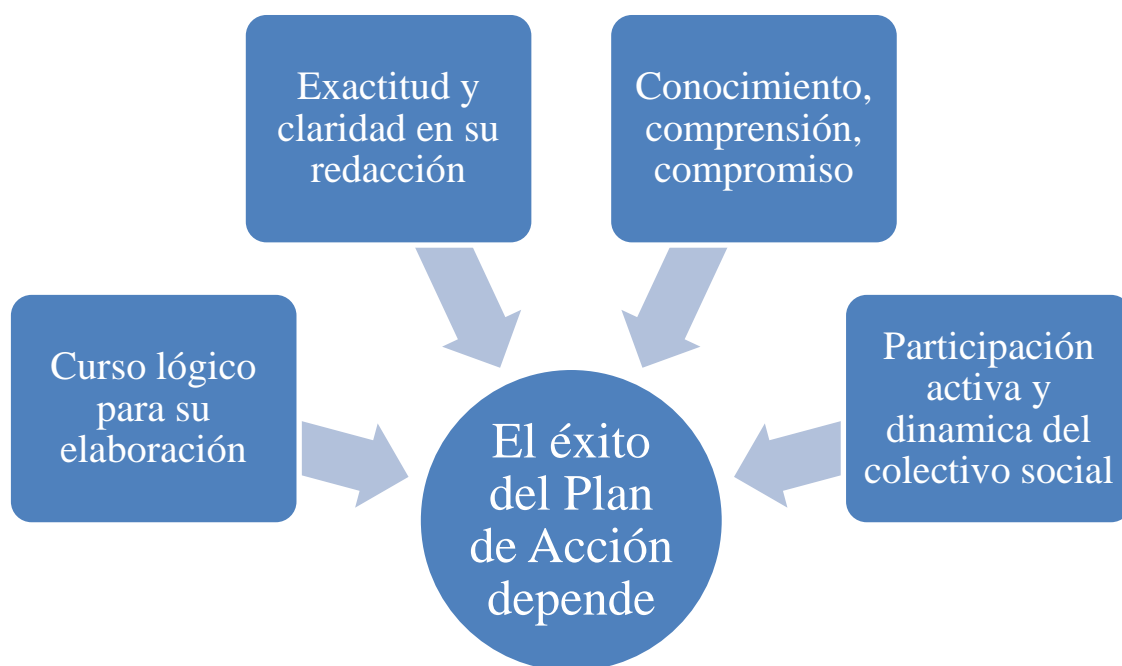 Exactitud y
claridad en su
redacción
Conocimiento,
comprensión,
compromiso
Curso lógico
para su
elaboración
Participación
activa y
dinamica del
colectivo social
El éxito
del Plan
de Acción
depende